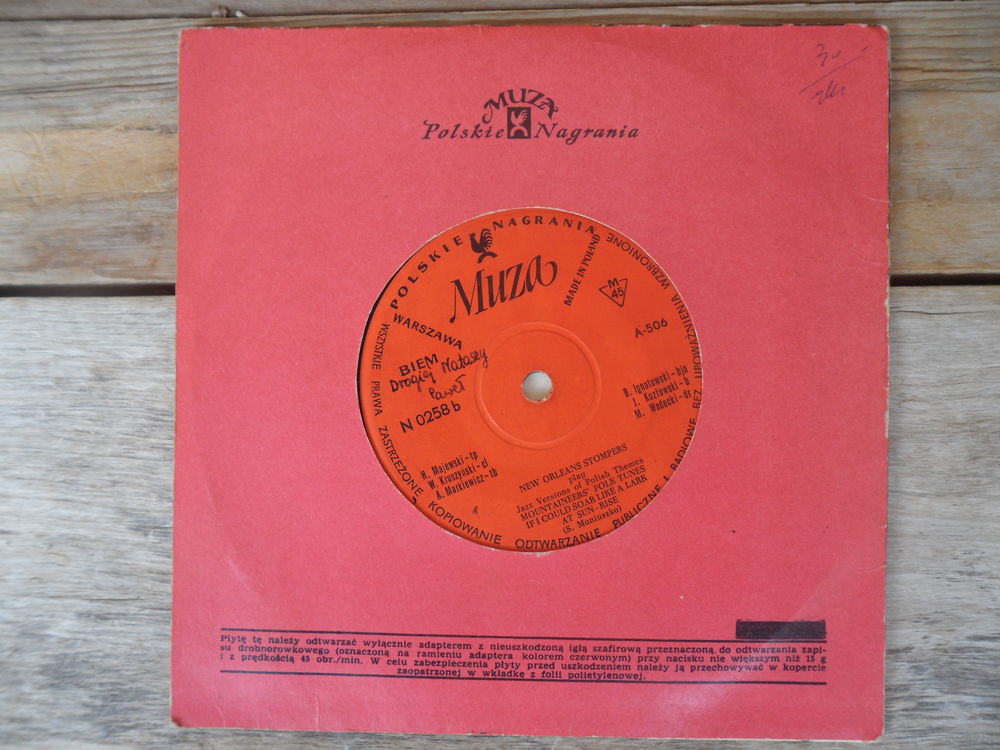 MUZA
Polskie Nagrania
30
POLSKIE NAGRANIA
WARSZAWA
Muza
MADE IN POLAND
M
45
A-506
BIEM
Drogiej Nataszy
Paweł
N 0258 b
B. Ignatowski - bjo
J. Kozłowski - b
M. Wadecki - dr
H. Majewski - tp
W. Kruszyński - cl
A. Matkiewicz - tb
NEW ORLEANS STOMPERS
play
Jazz Versions of Polish Themes
MOUNTAINEERS' FOLK TUNES
IF I COULD SOAR LIKE A LARK
AT SUN-RISE
(S. Moniuszko)
WSZYSTKIE PRAWA ZASTRZEŻONE KOPIOWANIE ODTWARZANIE PUBLICZNE I RADIOWE BEZ UPOWAŻNIENIA WZBRONIONE
Płytę tę należy odtwarzać wyłącznie adapterem z nieuszkodzoną igłą szafirową przeznaczoną do odtwarzania zapi-
su drobnorowkowego (oznaczoną na ramieniu adaptera kolorem czerwonym) przy nacisku nie większym niż 15 g
i z prędkością 45 obr./min. W celu zabezpieczenia płyty przed uszkodzeniem należy ją przechowywać w kopercie
zaopatrzonej w wkładkę z folii polietylenowej.